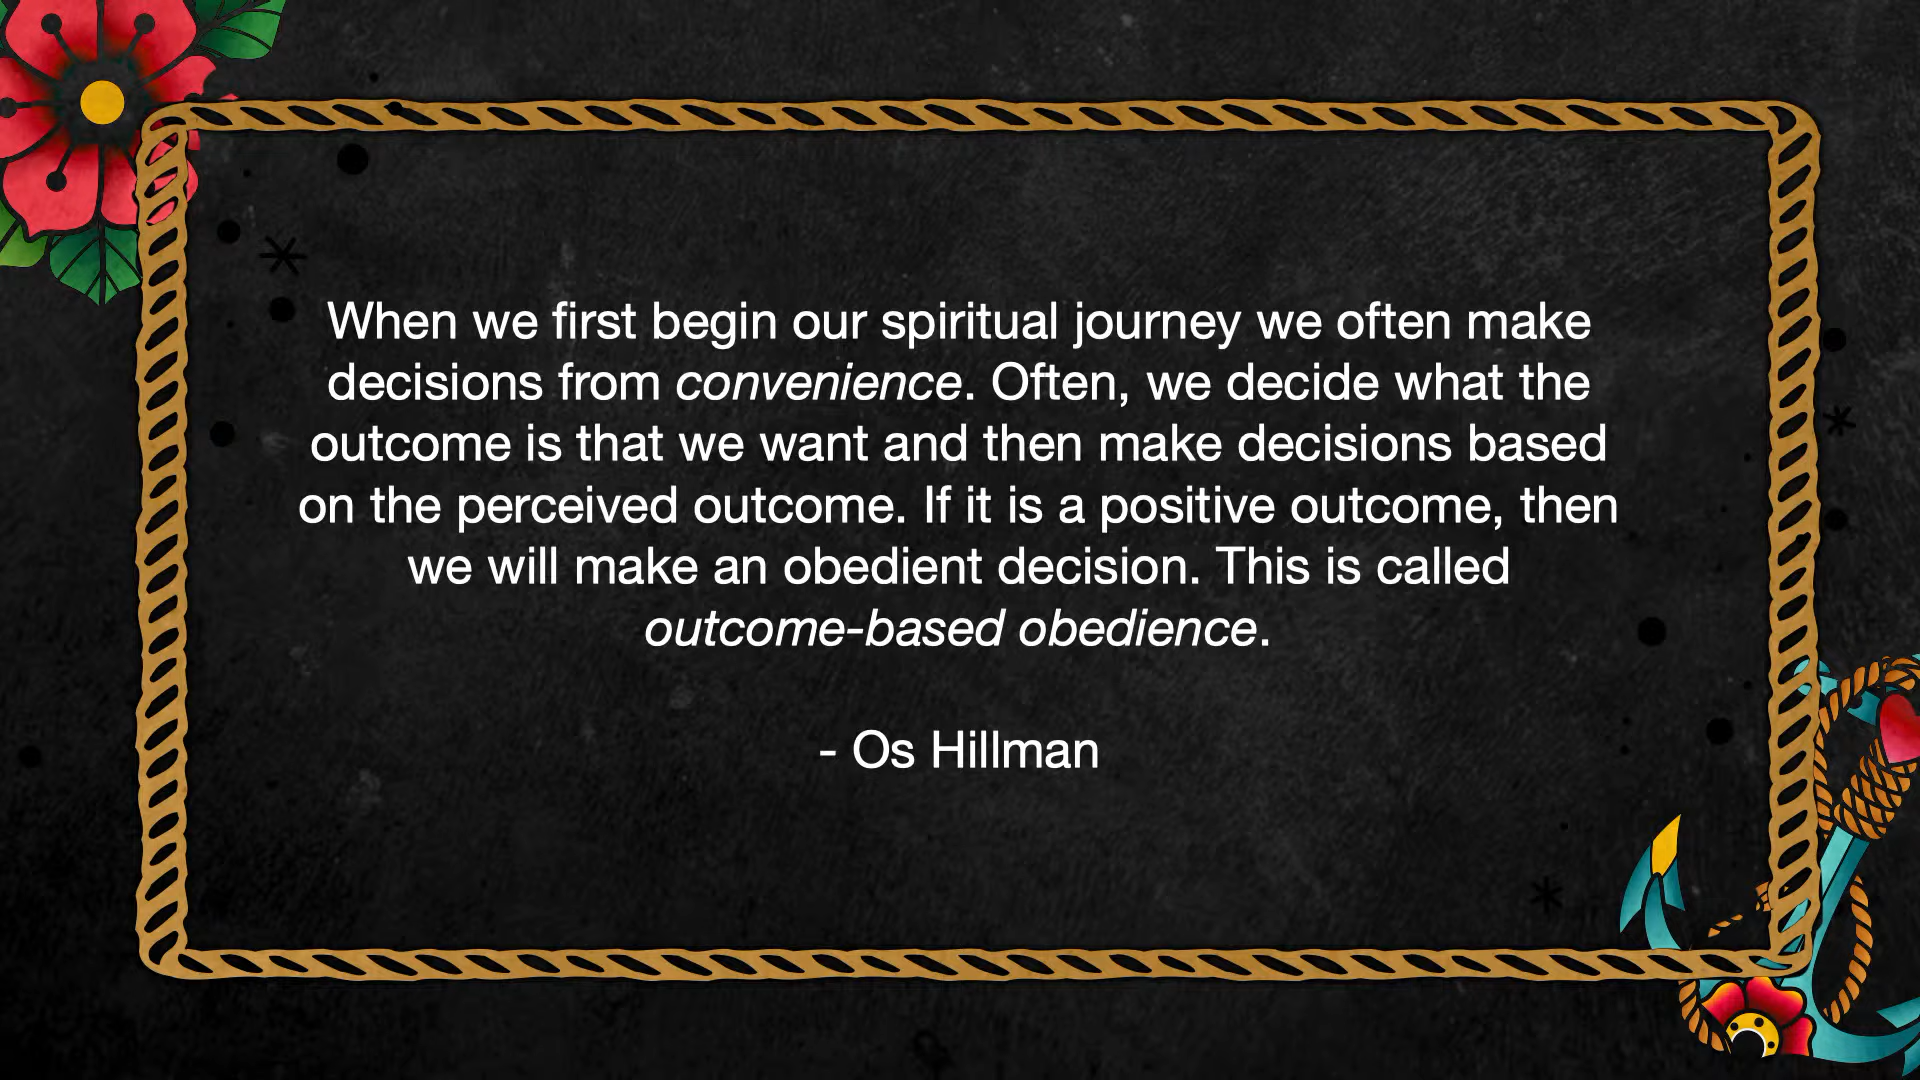 When we first begin our spiritual journey we often make
decisions from convenience. Often, we decide what the
outcome is that we want and then make decisions based
on the perceived outcome. If it is a positive outcome, then
we will make an obedient decision. This is called
outcome-based obedience.
- Os Hillman